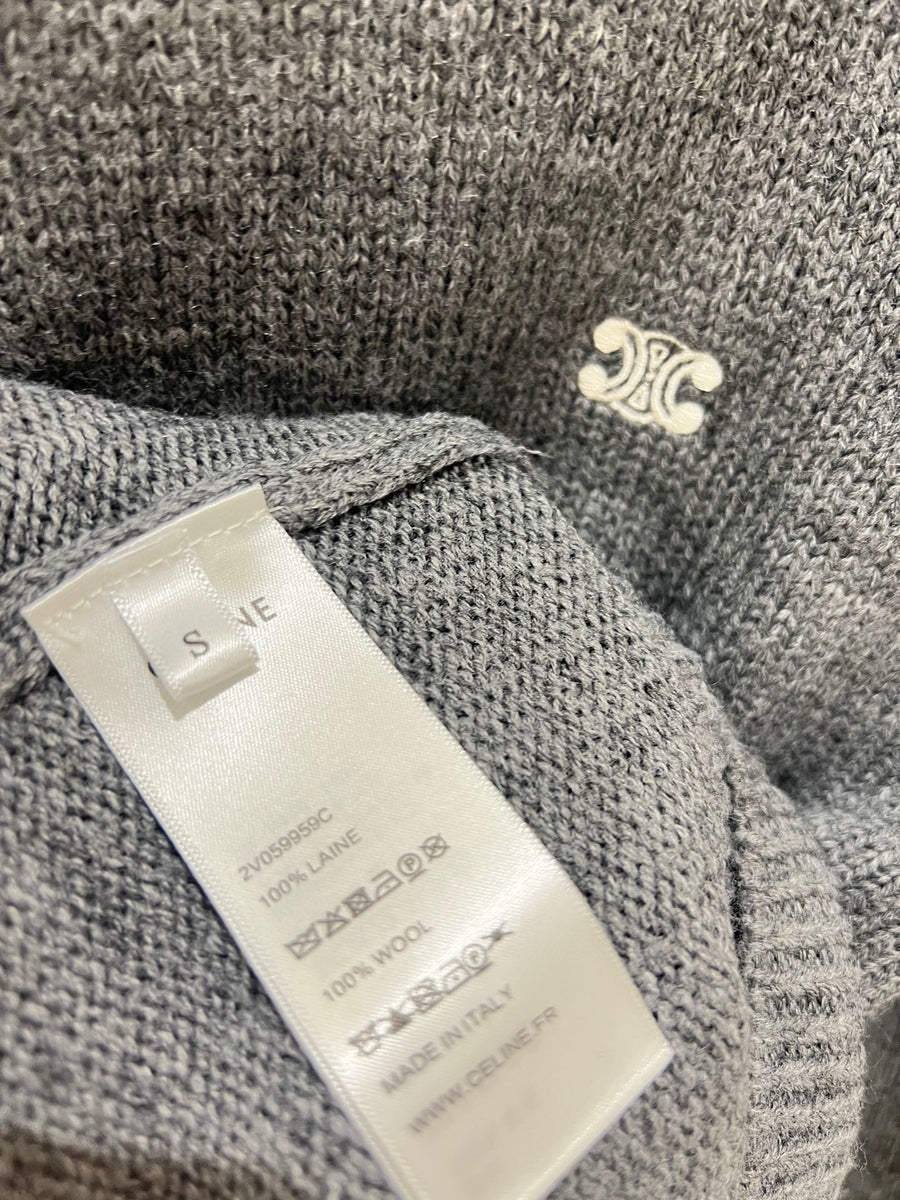 S
NE
2V059959C
100% LAINE
100% WOOL
MADE IN ITALY
WWW.CELINE.FR